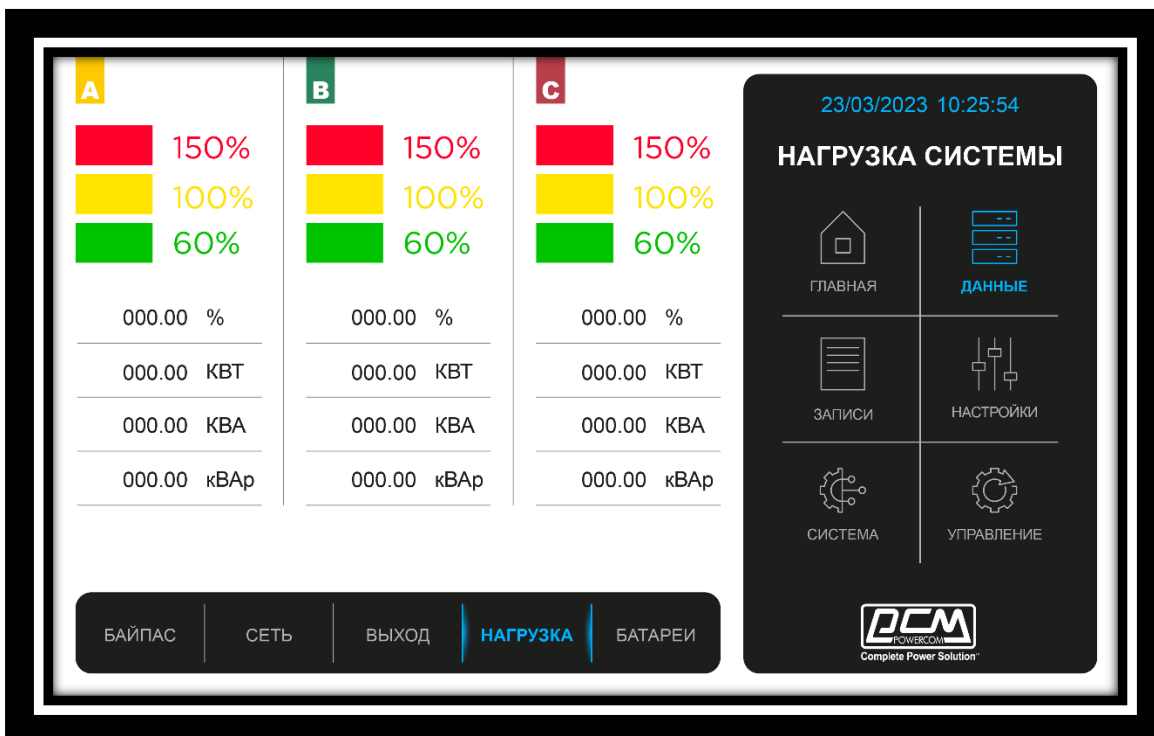 A B C
150% 150% 150%
100% 100% 100%
60% 60% 60%
000.00 % 000.00 % 000.00 %
000.00 КВТ 000.00 КВТ 000.00 КВТ
000.00 КВА 000.00 КВА 000.00 КВА
000.00 кВАр 000.00 кВАр 000.00 кВАр
БАЙПАС СЕТЬ ВЫХОД НАГРУЗКА БАТАРЕИ
23/03/2023 10:25:54
НАГРУЗКА СИСТЕМЫ
ГЛАВНАЯ ДАННЫЕ
ЗАПИСИ НАСТРОЙКИ
СИСТЕМА УПРАВЛЕНИЕ
PCM
POWERCOM
Complete Power Solution